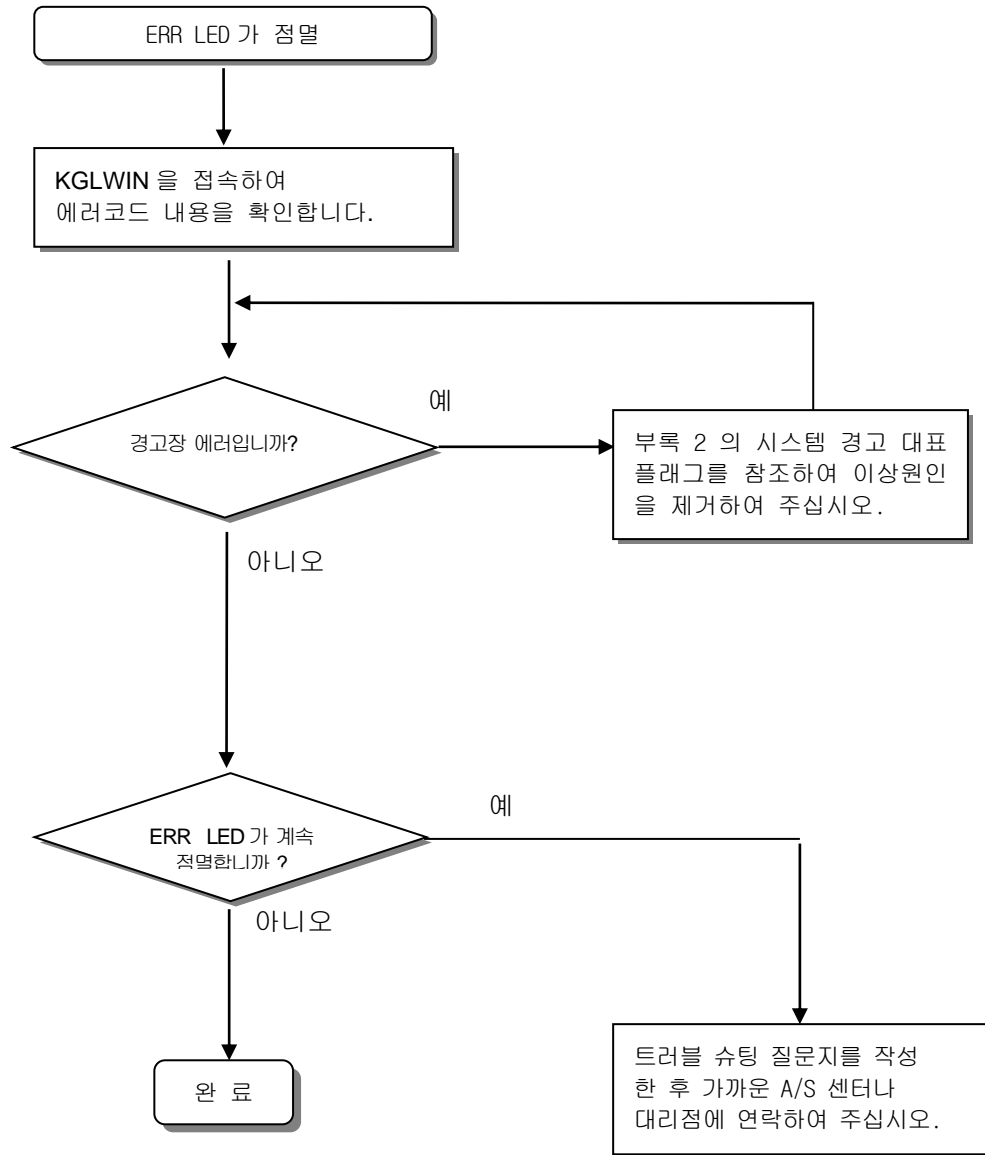 ERR LED 가 점멸
KGLWIN 을 접속하여
에러코드 내용을 확인합니다.
예
경고장 에러입니까?
부록 2 의 시스템 경고 대표
플래그를 참조하여 이상원인
을 제거하여 주십시오.
아니오
예
ERR LED 가 계속
점멸합니까 ?
아니오
완 료
트러블 슈팅 질문지를 작성
한 후 가까운 A/S 센터나
대리점에 연락하여 주십시오.